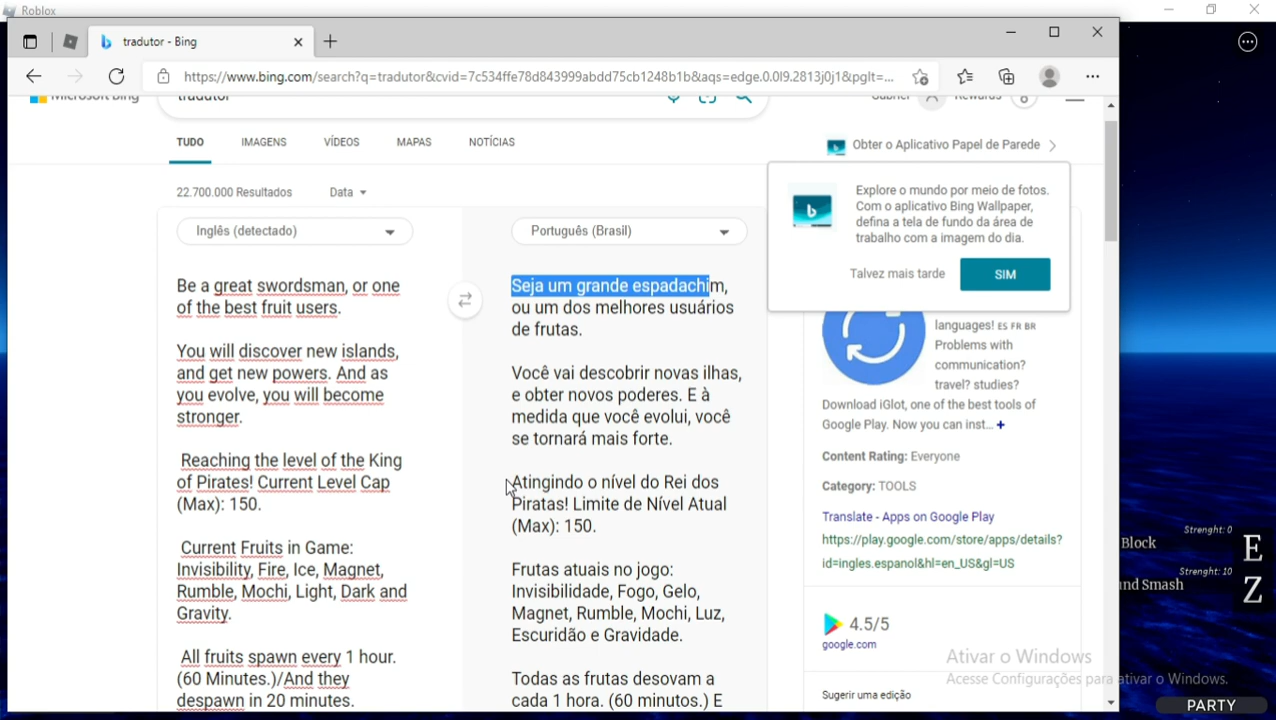 Roblox
tradutor - Bing
https://www.bing.com/search?q=tradutor&cvid=7c534ffe78d843999abdd75cb1248b1b&aqs=edge.0.0l9.2813j0j1&pglt=...
Microsoft Bing
tradutor
Gabriel
Rewards
TUDO
IMAGENS
VÍDEOS
MAPAS
NOTÍCIAS
Obter o Aplicativo Papel de Parede
22.700.000 Resultados
Data
Explore o mundo por meio de fotos.
Com o aplicativo Bing Wallpaper,
defina a tela de fundo da área de
trabalho com a imagem do dia.
Talvez mais tarde
SIM
Inglês (detectado)
Be a great swordsman, or one
of the best fruit users.
You will discover new islands,
and get new powers. And as
you evolve, you will become
stronger.
Reaching the level of the King
of Pirates! Current Level Cap
(Max): 150.
Current Fruits in Game:
Invisibility, Fire, Ice, Magnet,
Rumble, Mochi, Light, Dark and
Gravity.
All fruits spawn every 1 hour.
(60 Minutes.)/And they
despawn in 20 minutes.
Português (Brasil)
Seja um grande espadachim,
ou um dos melhores usuários
de frutas.
Você vai descobrir novas ilhas,
e obter novos poderes. E à
medida que você evolui, você
se tornará mais forte.
Atingindo o nível do Rei dos
Piratas! Limite de Nível Atual
(Max): 150.
Frutas atuais no jogo:
Invisibilidade, Fogo, Gelo,
Magnet, Rumble, Mochi, Luz,
Escuridão e Gravidade.
Todas as frutas desovam a
cada 1 hora. (60 minutos.) E
languages! ES FR BR
Problems with
communication?
travel? studies?
Download iGlot, one of the best tools of
Google Play. Now you can inst... +
Content Rating: Everyone
Category: TOOLS
Translate - Apps on Google Play
https://play.google.com/store/apps/details?
id=ingles.espanol&hl=en_US&gl=US
4.5/5
google.com
Sugerir uma edição
Strenght: 0
Block
E
Strenght: 10
nd Smash
Z
Ativar o Windows
Acesse Configurações para ativar o Windows.
PARTY